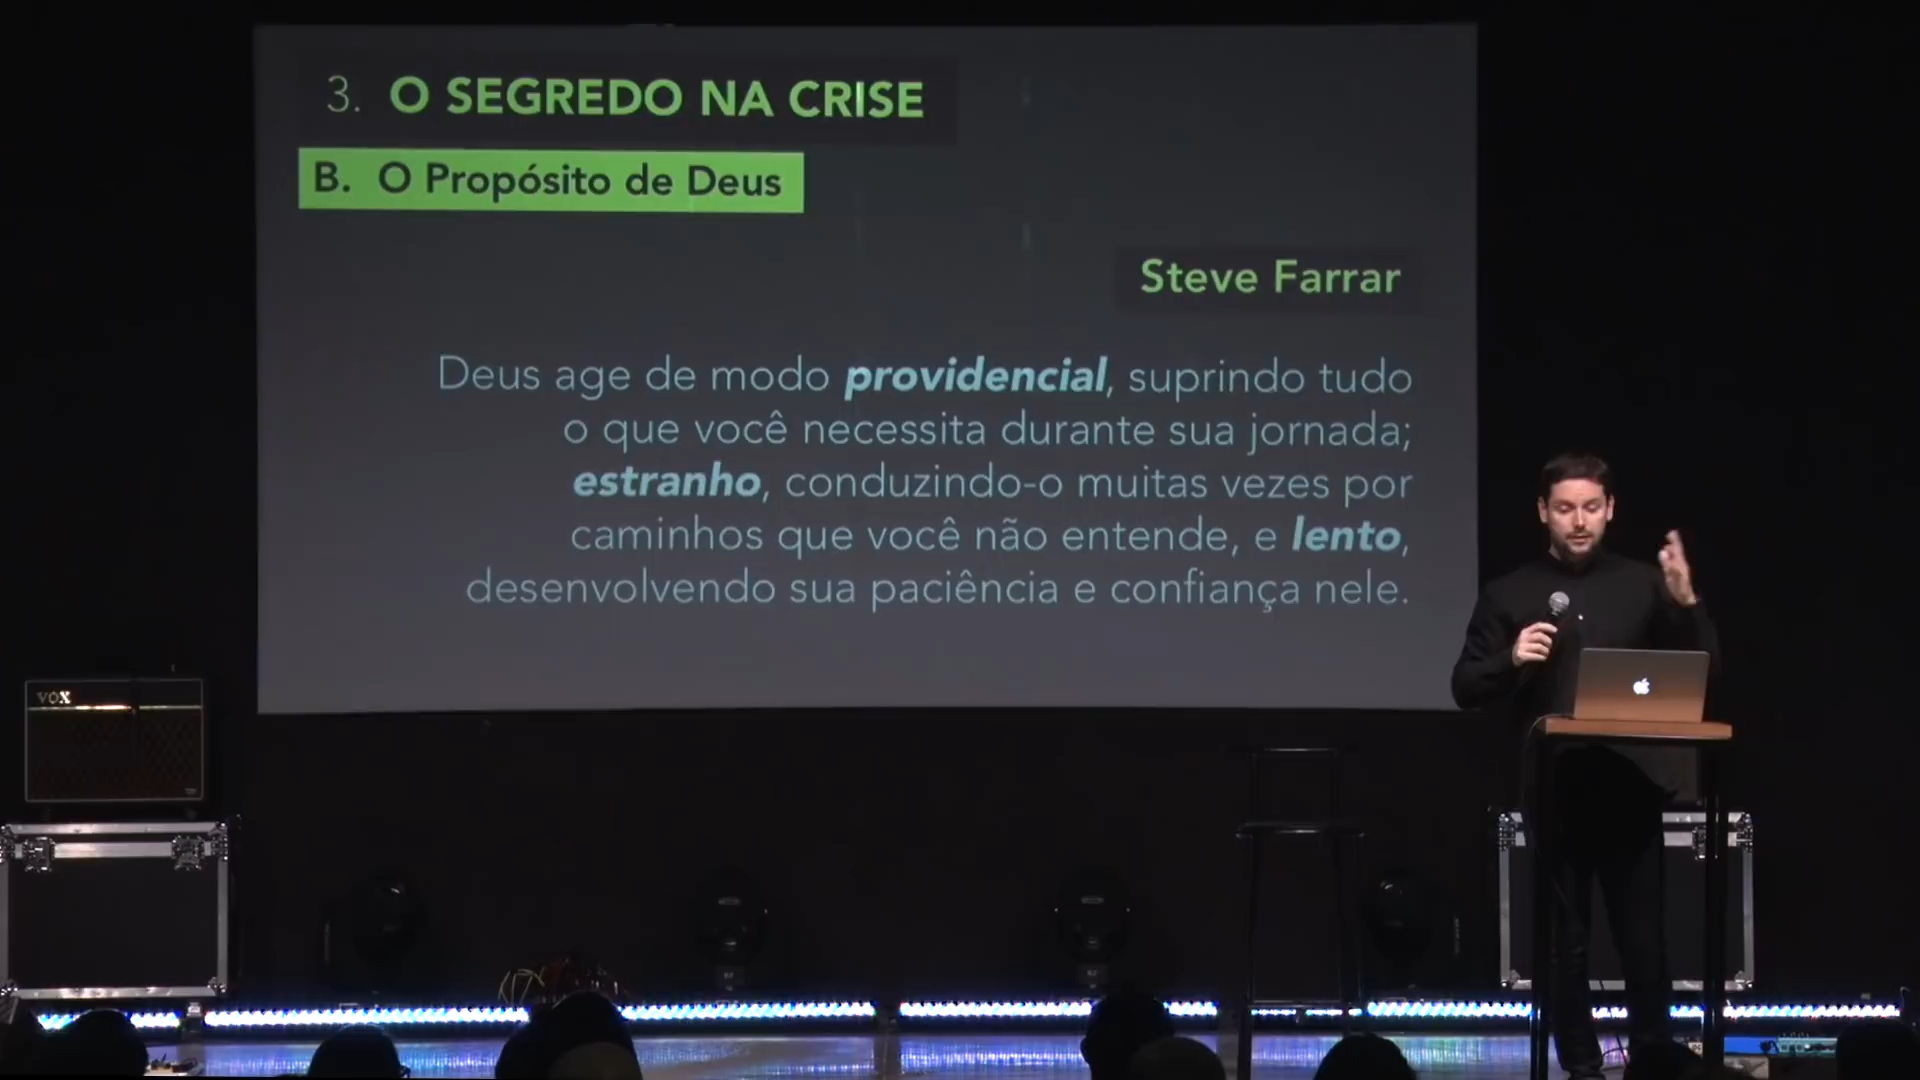 3. O SEGREDO NA CRISE
B. O Propósito de Deus
Steve Farrar
Deus age de modo providencial, suprindo tudo
o que você necessita durante sua jornada;
estranho, conduzindo-o muitas vezes por
caminhos que você não entende, e lento,
desenvolvendo sua paciência e confiança nele.
VOX